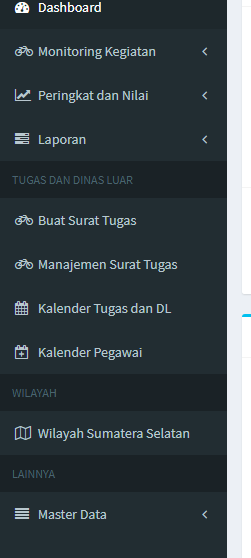 Dashboard
Monitoring Kegiatan
Peringkat dan Nilai
Laporan
TUGAS DAN DINAS LUAR
Buat Surat Tugas
Manajemen Surat Tugas
Kalender Tugas dan DL
Kalender Pegawai
WILAYAH
Wilayah Sumatera Selatan
LAINNYA
Master Data